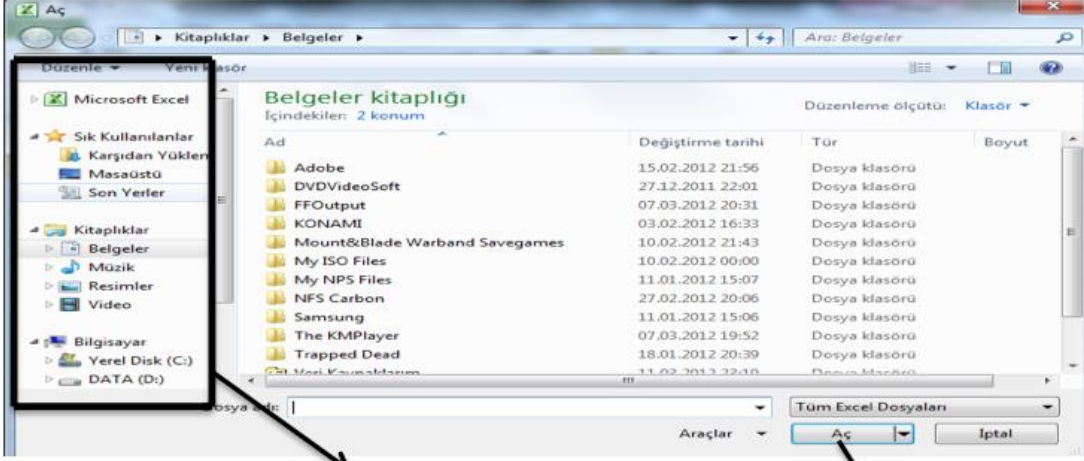 Aç
Kitaplıklar ▸ Belgeler ▸
Ara: Belgeler
Düzenle Yeni klasör
Microsoft Excel
Sık Kullanılanlar
Karşıdan Yüklen
Masaüstü
Son Yerler
Kitaplıklar
Belgeler
Müzik
Resimler
Video
Bilgisayar
Yerel Disk (C:)
DATA (D:)
Belgeler kitaplığı
İçindekiler: 2 konum
Düzenleme ölçütü: Klasör
Ad Değiştirme tarihi Tür Boyut
Adobe 15.02.2012 21:56 Dosya klasörü
DVDVideoSoft 27.12.2011 22:01 Dosya klasörü
FFOutput 07.03.2012 20:31 Dosya klasörü
KONAMI 03.02.2012 16:33 Dosya klasörü
Mount&Blade Warband Savegames 10.02.2012 21:43 Dosya klasörü
My ISO Files 10.02.2012 00:00 Dosya klasörü
My NPS Files 11.01.2012 15:07 Dosya klasörü
NFS Carbon 27.02.2012 20:06 Dosya klasörü
Samsung 11.01.2012 15:06 Dosya klasörü
The KMPlayer 07.03.2012 19:52 Dosya klasörü
Trapped Dead 18.01.2012 20:39 Dosya klasörü
Veri Kaynaklarım Dosya klasörü
Dosya adı: Tüm Excel Dosyaları
Araçlar Aç İptal